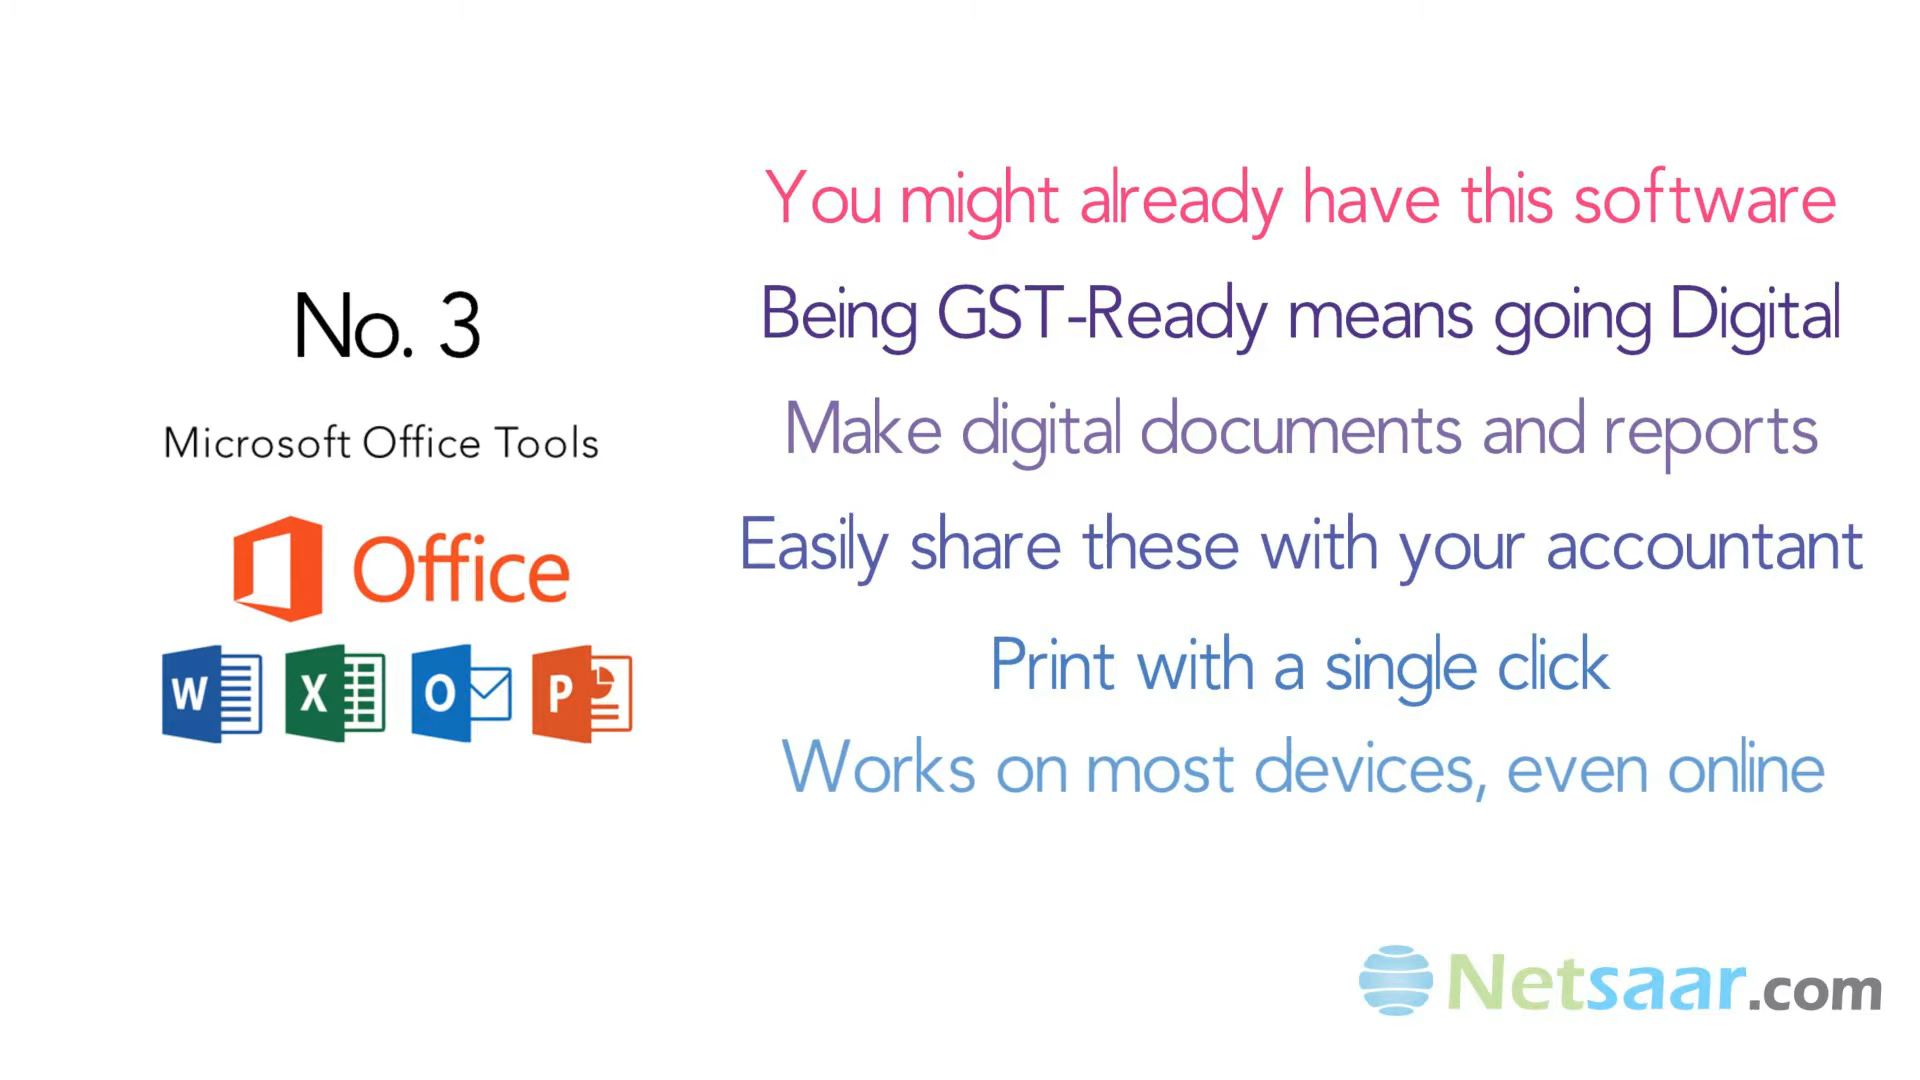 No. 3
Microsoft Office Tools
Office
W X O P
You might already have this software
Being GST-Ready means going Digital
Make digital documents and reports
Easily share these with your accountant
Print with a single click
Works on most devices, even online
Netsaar.com